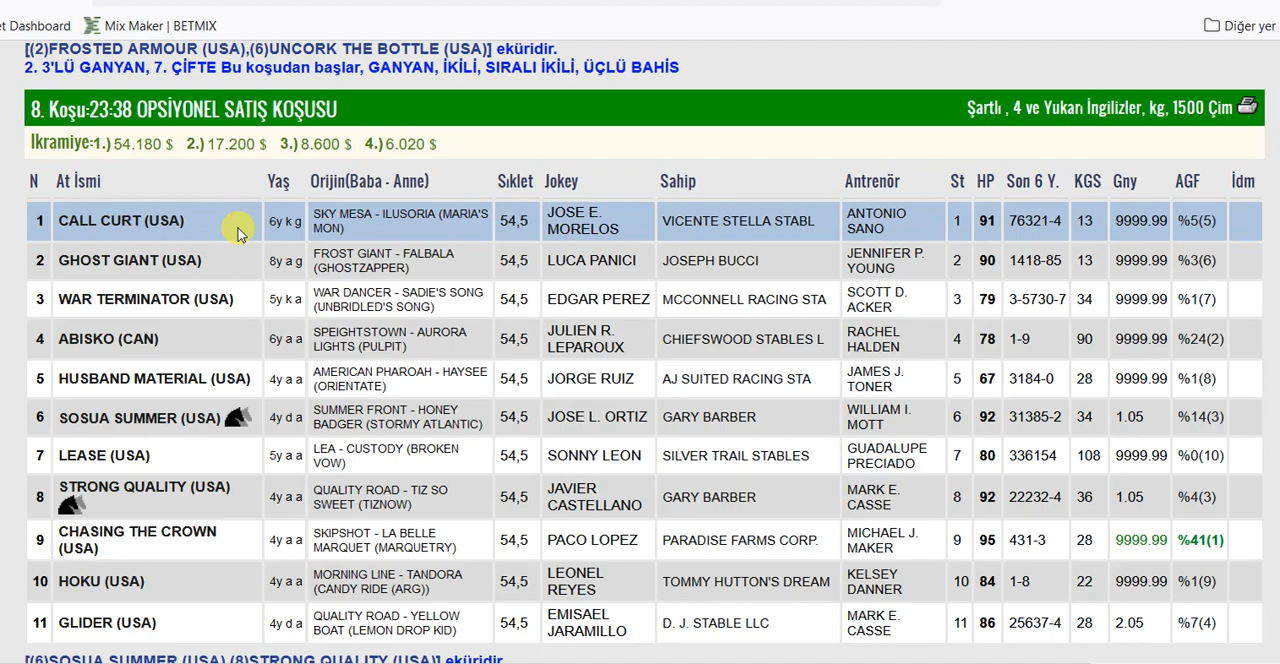 et Dashboard Mix Maker | BETMIX Diğer yer
[(2)FROSTED ARMOUR (USA),(6)UNCORK THE BOTTLE (USA)] eküridir.
2. 3'LÜ GANYAN, 7. ÇİFTE Bu koşudan başlar, GANYAN, İKİLİ, SIRALI İKİLİ, ÜÇLÜ BAHİS
8. Koşu:23:38 OPSİYONEL SATIŞ KOŞUSU Şartlı , 4 ve Yukarı İngilizler, kg, 1500 Çim
İkramiye:1.) 54.180 $ 2.) 17.200 $ 3.) 8.600 $ 4.) 6.020 $
N At İsmi Yaş Orijin(Baba - Anne) Sıklet Jokey Sahip Antrenör St HP Son 6 Y. KGS Gny AGF İdm
1 CALL CURT (USA) 6y k g SKY MESA - ILUSORIA (MARIA'S MON) 54,5 JOSE E. MORELOS VICENTE STELLA STABL ANTONIO SANO 1 91 76321-4 13 9999.99 %5(5)
2 GHOST GIANT (USA) 8y a g FROST GIANT - FALBALA (GHOSTZAPPER) 54,5 LUCA PANICI JOSEPH BUCCI JENNIFER P. YOUNG 2 90 1418-85 13 9999.99 %3(6)
3 WAR TERMINATOR (USA) 5y k a WAR DANCER - SADIE'S SONG (UNBRIDLED'S SONG) 54,5 EDGAR PEREZ MCCONNELL RACING STA SCOTT D. ACKER 3 79 3-5730-7 34 9999.99 %1(7)
4 ABISKO (CAN) 6y a a SPEIGHTSTOWN - AURORA LIGHTS (PULPIT) 54,5 JULIEN R. LEPAROUX CHIEFSWOOD STABLES L RACHEL HALDEN 4 78 1-9 90 9999.99 %24(2)
5 HUSBAND MATERIAL (USA) 4y a a AMERICAN PHAROAH - HAYSEE (ORIENTATE) 54,5 JORGE RUIZ AJ SUITED RACING STA JAMES J. TONER 5 67 3184-0 28 9999.99 %1(8)
6 SOSUA SUMMER (USA) 4y d a SUMMER FRONT - HONEY BADGER (STORMY ATLANTIC) 54,5 JOSE L. ORTIZ GARY BARBER WILLIAM I. MOTT 6 92 31385-2 34 1.05 %14(3)
7 LEASE (USA) 5y a a LEA - CUSTODY (BROKEN VOW) 54,5 SONNY LEON SILVER TRAIL STABLES GUADALUPE PRECIADO 7 80 336154 108 9999.99 %0(10)
8 STRONG QUALITY (USA) 4y a a QUALITY ROAD - TIZ SO SWEET (TIZNOW) 54,5 JAVIER CASTELLANO GARY BARBER MARK E. CASSE 8 92 22232-4 36 1.05 %4(3)
9 CHASING THE CROWN (USA) 4y a a SKIPSHOT - LA BELLE MARQUET (MARQUETRY) 54,5 PACO LOPEZ PARADISE FARMS CORP. MICHAEL J. MAKER 9 95 431-3 28 9999.99 %41(1)
10 HOKU (USA) 4y a a MORNING LINE - TANDORA (CANDY RIDE (ARG)) 54,5 LEONEL REYES TOMMY HUTTON'S DREAM KELSEY DANNER 10 84 1-8 22 9999.99 %1(9)
11 GLIDER (USA) 4y d a QUALITY ROAD - YELLOW BOAT (LEMON DROP KID) 54,5 EMISAEL JARAMILLO D. J. STABLE LLC MARK E. CASSE 11 86 25637-4 28 2.05 %7(4)
[(6)SOSUA SUMMER (USA),(8)STRONG QUALITY (USA)] eküridir.